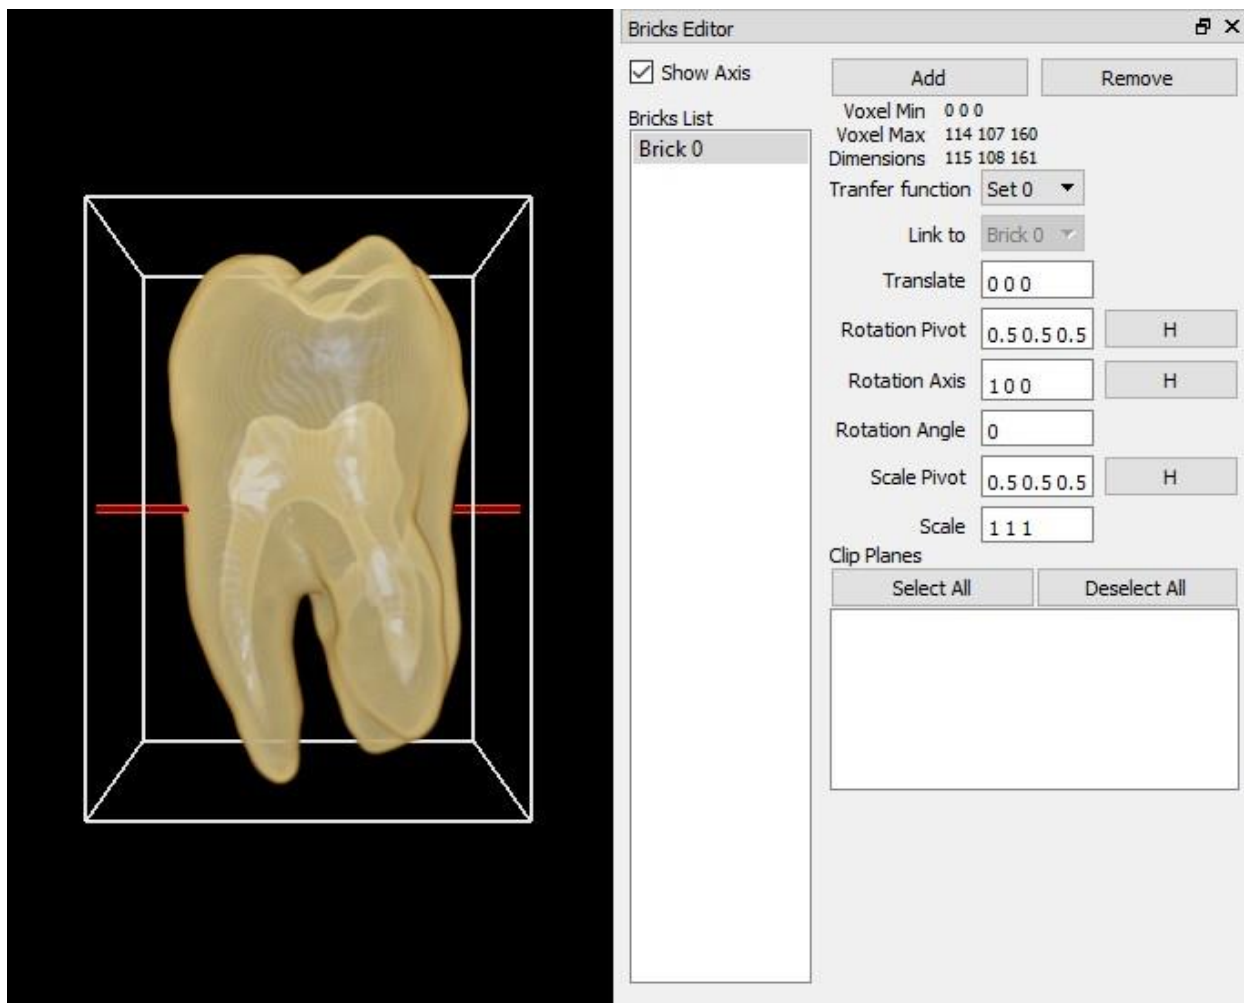 Bricks Editor
Show Axis
Add
Remove
Bricks List
Brick 0
Voxel Min 0 0 0
Voxel Max 114 107 160
Dimensions 115 108 161
Tranfer function Set 0
Link to Brick 0
Translate 0 0 0
Rotation Pivot 0.5 0.5 0.5 H
Rotation Axis 1 0 0 H
Rotation Angle 0
Scale Pivot 0.5 0.5 0.5 H
Scale 1 1 1
Clip Planes
Select All Deselect All